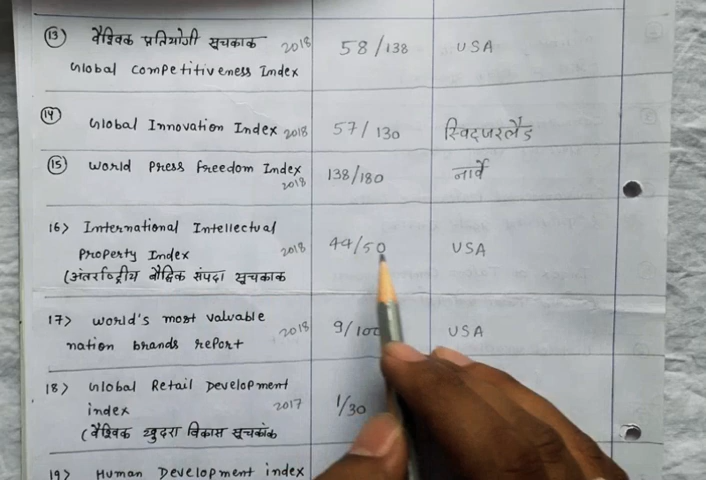 (13) वैश्विक प्रतियोगी सूचकाक 2018 58/138 USA
Global Competitiveness Index
(14) Global Innovation Index 2018 57/130 स्विट्जरलैंड
(15) World Press Freedom Index 2018 138/180 नार्वे
16> International Intellectual
Property Index 2018 44/50 USA
(अंतर्राष्ट्रीय बौद्धिक संपदा सूचकाक
17> World's most valuable
nation brands report 2018 9/100 USA
18> Global Retail Development
index 2017 1/30
(वैश्विक खुदरा विकास सूचकांक
19> Human Development index